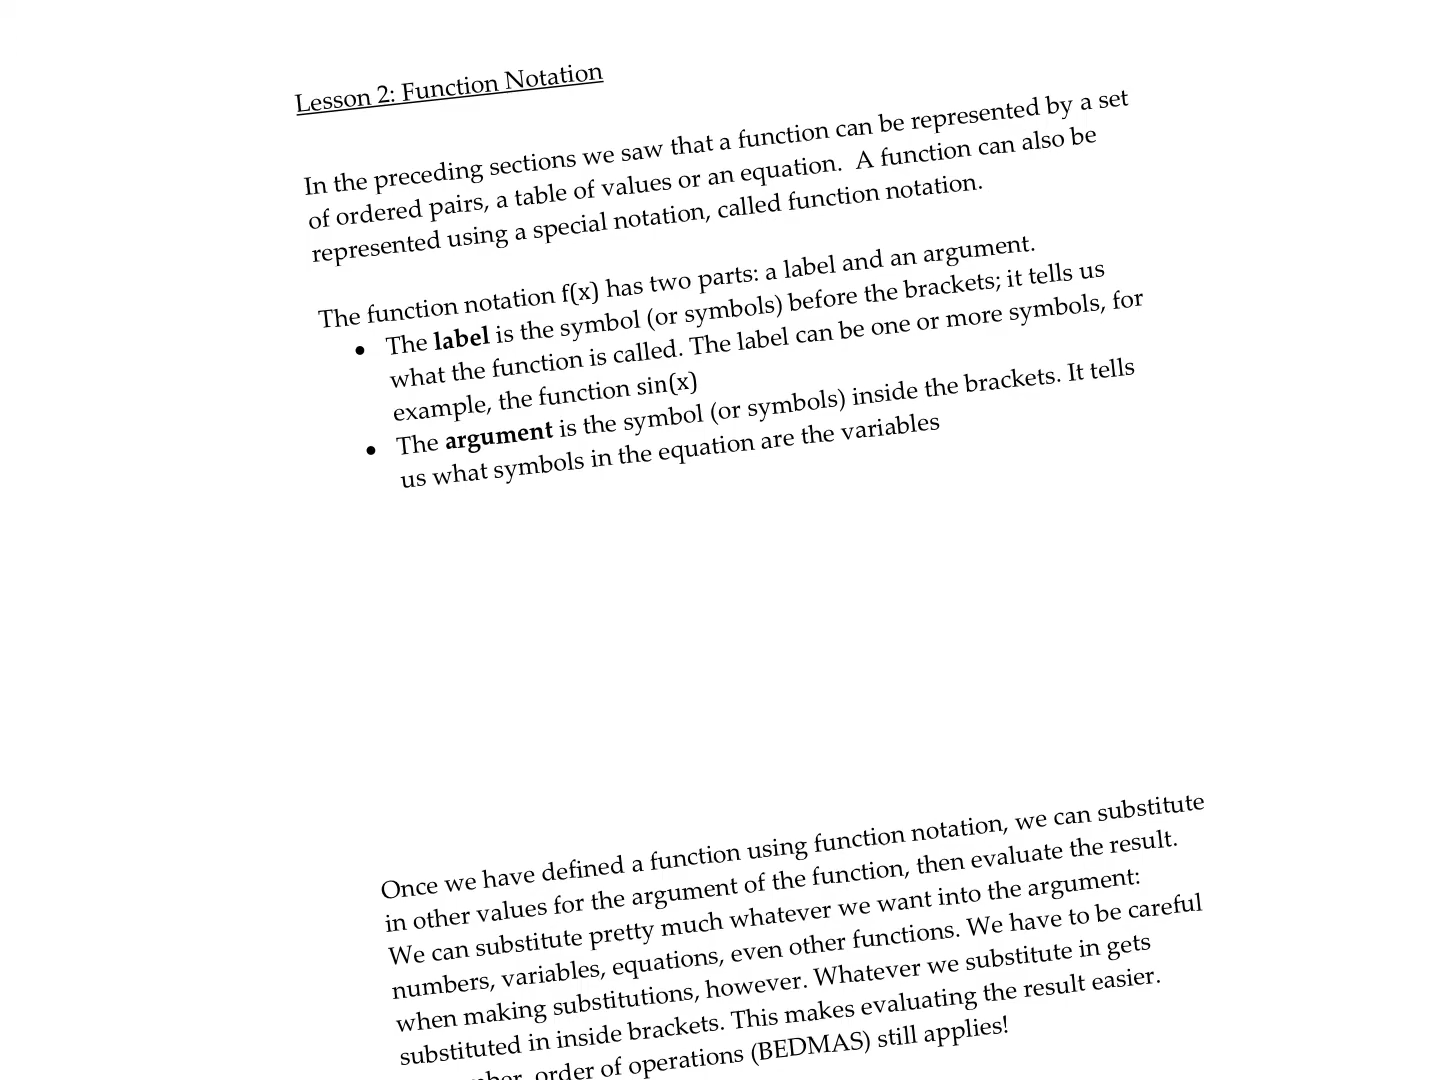 Lesson 2: Function Notation
In the preceding sections we saw that a function can be represented by a set
of ordered pairs, a table of values or an equation.  A function can also be
represented using a special notation, called function notation.
The function notation f(x) has two parts: a label and an argument.
• The label is the symbol (or symbols) before the brackets; it tells us
what the function is called. The label can be one or more symbols, for
example, the function sin(x)
• The argument is the symbol (or symbols) inside the brackets. It tells
us what symbols in the equation are the variables
Once we have defined a function using function notation, we can substitute
in other values for the argument of the function, then evaluate the result.
We can substitute pretty much whatever we want into the argument:
numbers, variables, equations, even other functions. We have to be careful
when making substitutions, however. Whatever we substitute in gets
substituted in inside brackets. This makes evaluating the result easier.
order of operations (BEDMAS) still applies!